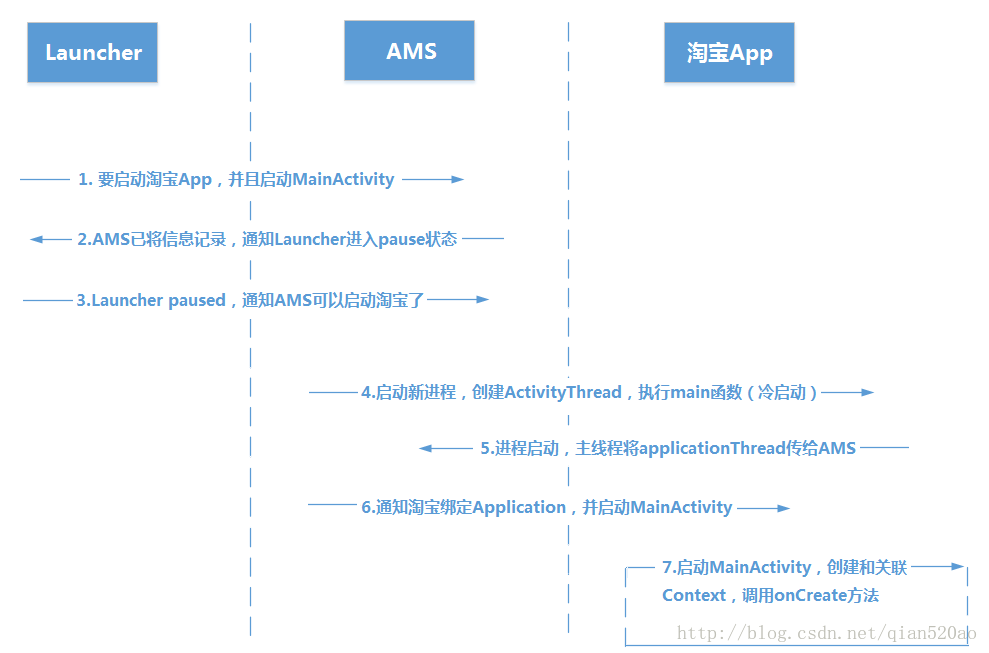 Launcher
AMS
淘宝App
1. 要启动淘宝App，并且启动MainActivity
2.AMS已将信息记录，通知Launcher进入pause状态
3.Launcher paused，通知AMS可以启动淘宝了
4.启动新进程，创建ActivityThread，执行main函数（冷启动）
5.进程启动，主线程将applicationThread传给AMS
6.通知淘宝绑定Application，并启动MainActivity
7.启动MainActivity，创建和关联
Context，调用onCreate方法
http://blog.csdn.net/qian520ao